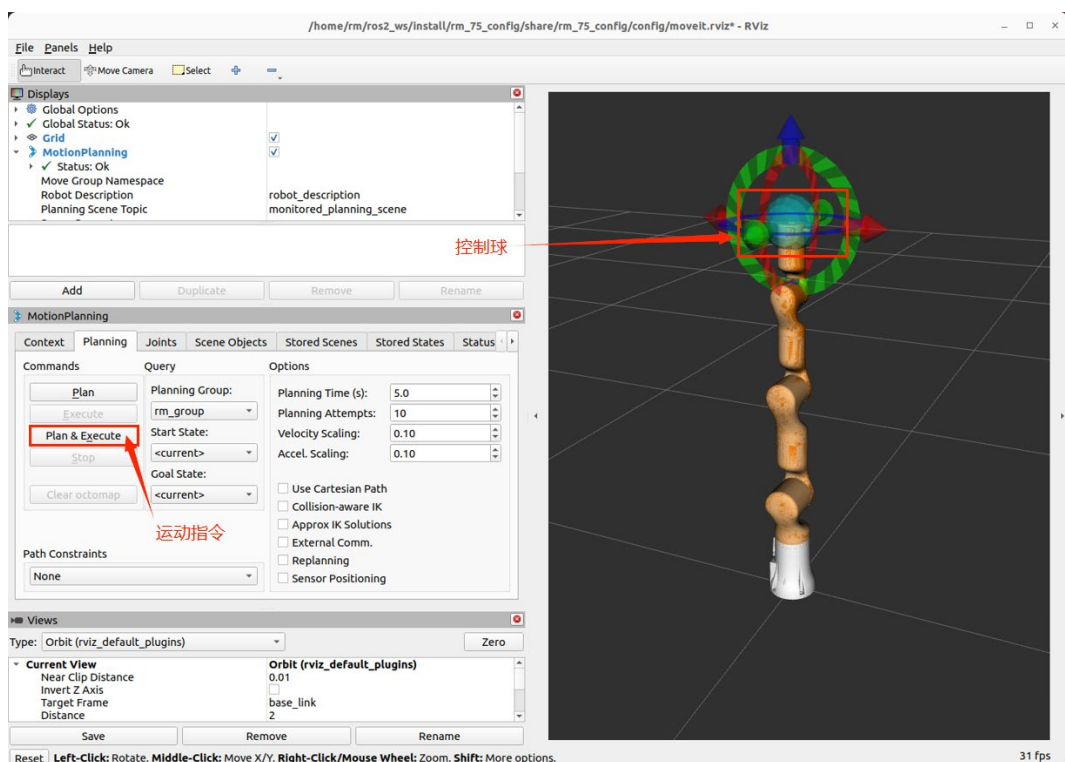 /home/rm/ros2_ws/install/rm_75_config/share/rm_75_config/config/moveit.rviz* - RViz
File Panels Help
Interact Move Camera Select
Displays
Global Options
Global Status: Ok
Grid
MotionPlanning
Status: Ok
Move Group Namespace
Robot Description robot_description
Planning Scene Topic monitored_planning_scene
控制球
Add Duplicate Remove Rename
MotionPlanning
Context Planning Joints Scene Objects Stored Scenes Stored States Status
Commands Query Options
Plan Planning Group: Planning Time (s): 5.0
Execute rm_group Planning Attempts: 10
Plan & Execute Start State: Velocity Scaling: 0.10
Stop <current> Accel. Scaling: 0.10
Goal State:
Clear octomap <current> Use Cartesian Path
Collision-aware IK
Approx IK Solutions
运动指令 External Comm.
Path Constraints Replanning
None Sensor Positioning
Views
Type: Orbit (rviz_default_plugins) Zero
Current View Orbit (rviz_default_plugins)
Near Clip Distance 0.01
Invert Z Axis
Target Frame base_link
Distance 2
Save Remove Rename
Reset Left-Click: Rotate. Middle-Click: Move X/Y. Right-Click/Mouse Wheel: Zoom. Shift: More options. 31 fps